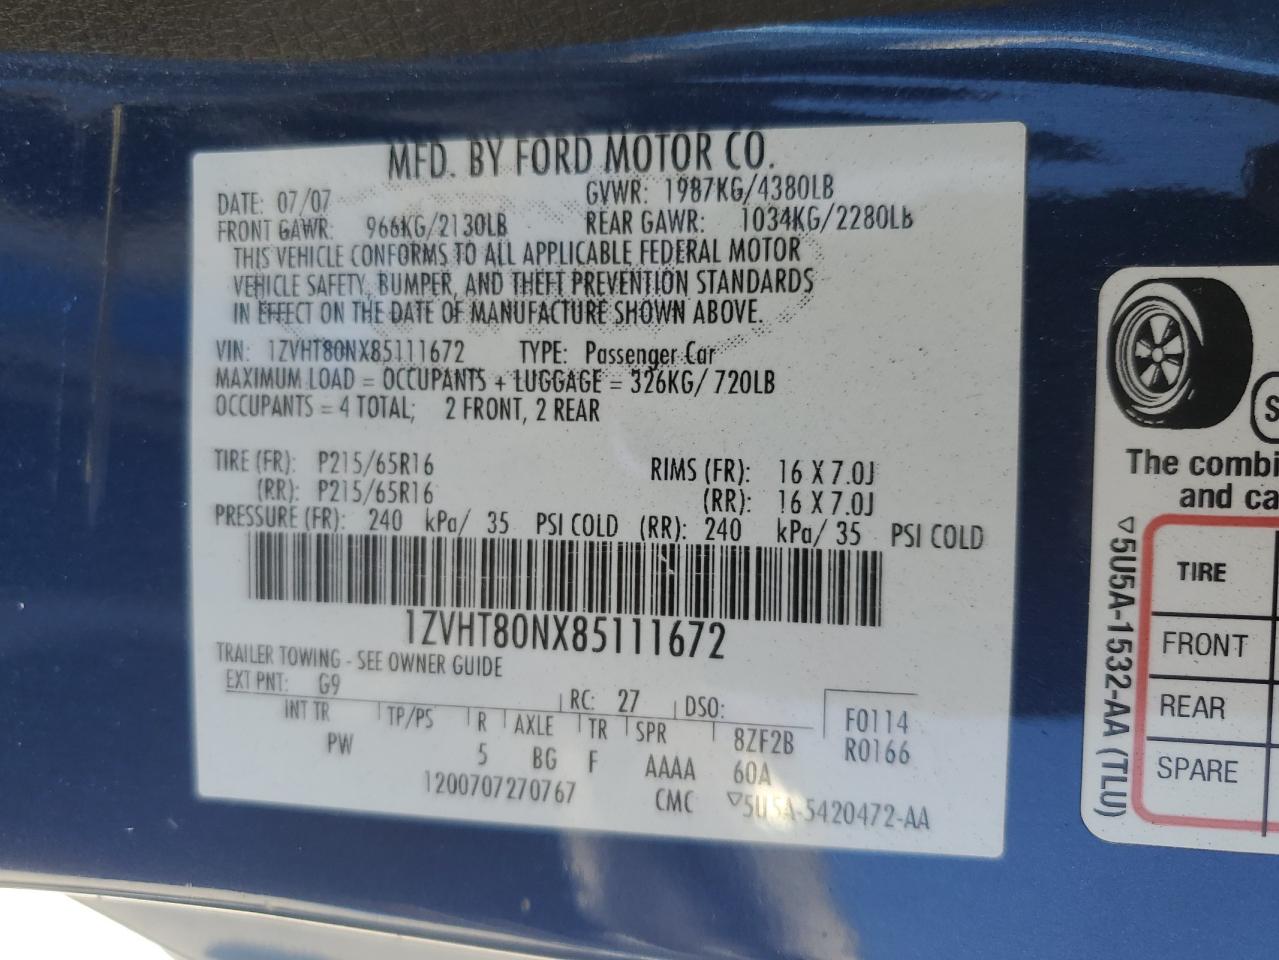 MFD. BY FORD MOTOR CO.
DATE: 07/07 GVWR: 1987KG/4380LB
FRONT GAWR: 966KG/2130LB REAR GAWR: 1034KG/2280LB
THIS VEHICLE CONFORMS TO ALL APPLICABLE FEDERAL MOTOR
VEHICLE SAFETY, BUMPER, AND THEFT PREVENTION STANDARDS
IN EFFECT ON THE DATE OF MANUFACTURE SHOWN ABOVE.
VIN: 1ZVHT80NX85111672 TYPE: Passenger Car
MAXIMUM LOAD = OCCUPANTS + LUGGAGE = 326KG/ 720LB
OCCUPANTS = 4 TOTAL; 2 FRONT, 2 REAR
TIRE (FR): P215/65R16 RIMS (FR): 16 X 7.0J
(RR): P215/65R16 (RR): 16 X 7.0J
PRESSURE (FR): 240 kPa/ 35 PSI COLD (RR): 240 kPa/ 35 PSI COLD
1ZVHT80NX85111672
TRAILER TOWING - SEE OWNER GUIDE
EXT PNT: G9 RC: 27 DSO:
INT TR TP/PS R AXLE TR SPR 8ZF2B F0114
PW 5 BG F AAAA 60A R0166
1200707270767 CMC ▽5U5A-5420472-AA
S
The combi
and ca
TIRE
FRONT
REAR
SPARE
▽5U5A-1532-AA (TLU)